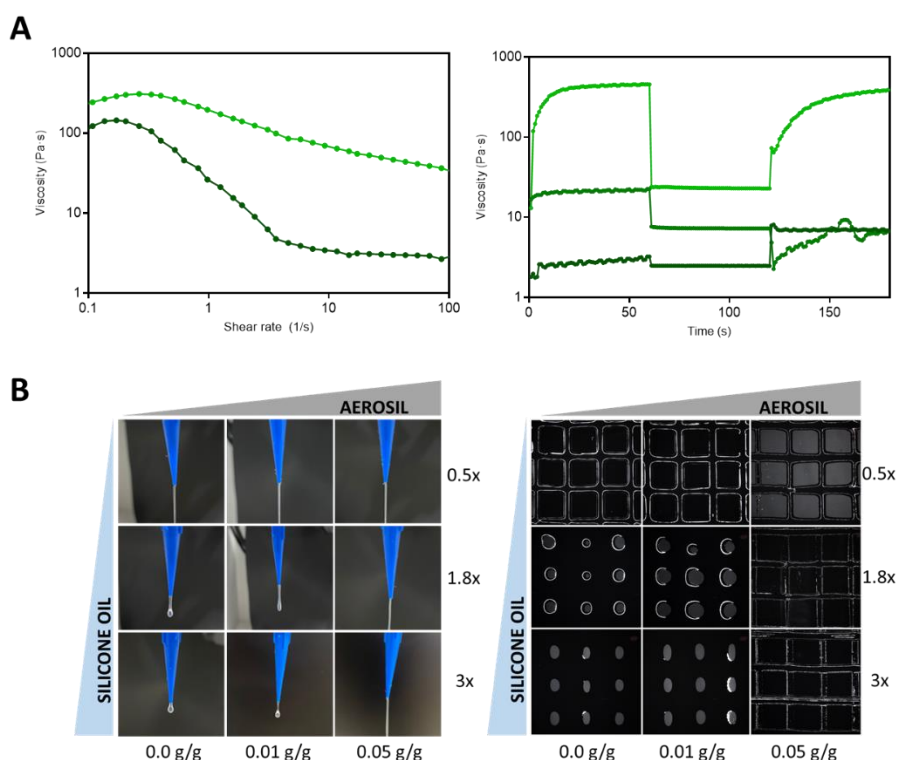 A
1000
100
10
1
Viscosity (Pa·s)
0.1
1
10
100
Shear rate (1/s)
1000
100
10
1
Viscosity (Pa·s)
0
50
100
150
Time (s)
B
AEROSIL
SILICONE OIL
0.5x
1.8x
3x
0.0 g/g
0.01 g/g
0.05 g/g
AEROSIL
SILICONE OIL
0.5x
1.8x
3x
0.0 g/g
0.01 g/g
0.05 g/g